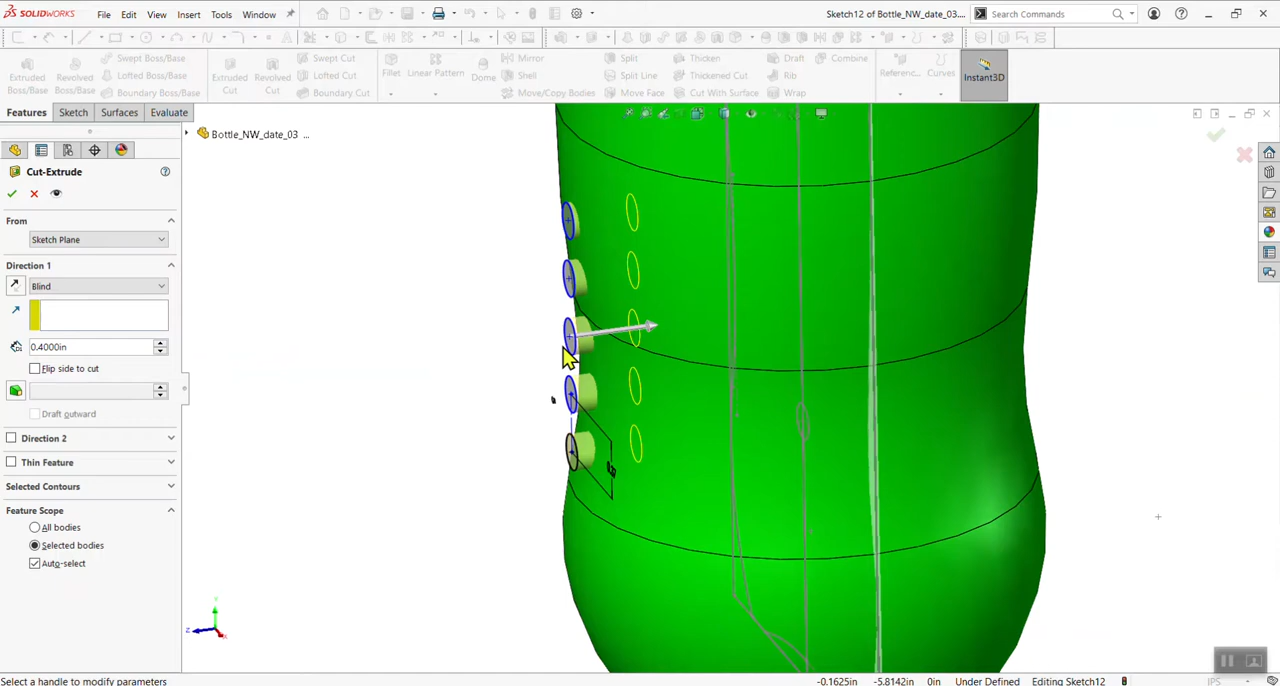 SOLIDWORKS File Edit View Insert Tools Window Sketch12 of Bottle_NW_date_03.... Search Commands
Extruded Boss/Base Revolved Boss/Base Swept Boss/Base Lofted Boss/Base Boundary Boss/Base Extruded Cut Revolved Cut Swept Cut Lofted Cut Boundary Cut Fillet Linear Pattern Dome Mirror Shell Move/Copy Bodies Split Split Line Move Face Thicken Thickened Cut Cut With Surface Draft Rib Wrap Combine Referenc... Curves Instant3D
Features Sketch Surfaces Evaluate
Bottle_NW_date_03 ...
Cut-Extrude
From
Sketch Plane
Direction 1
Blind
0.4000in
Flip side to cut
Draft outward
Direction 2
Thin Feature
Selected Contours
Feature Scope
All bodies
Selected bodies
Auto-select
Select a handle to modify parameters -0.1625in -5.8142in 0in Under Defined Editing Sketch12 IPS